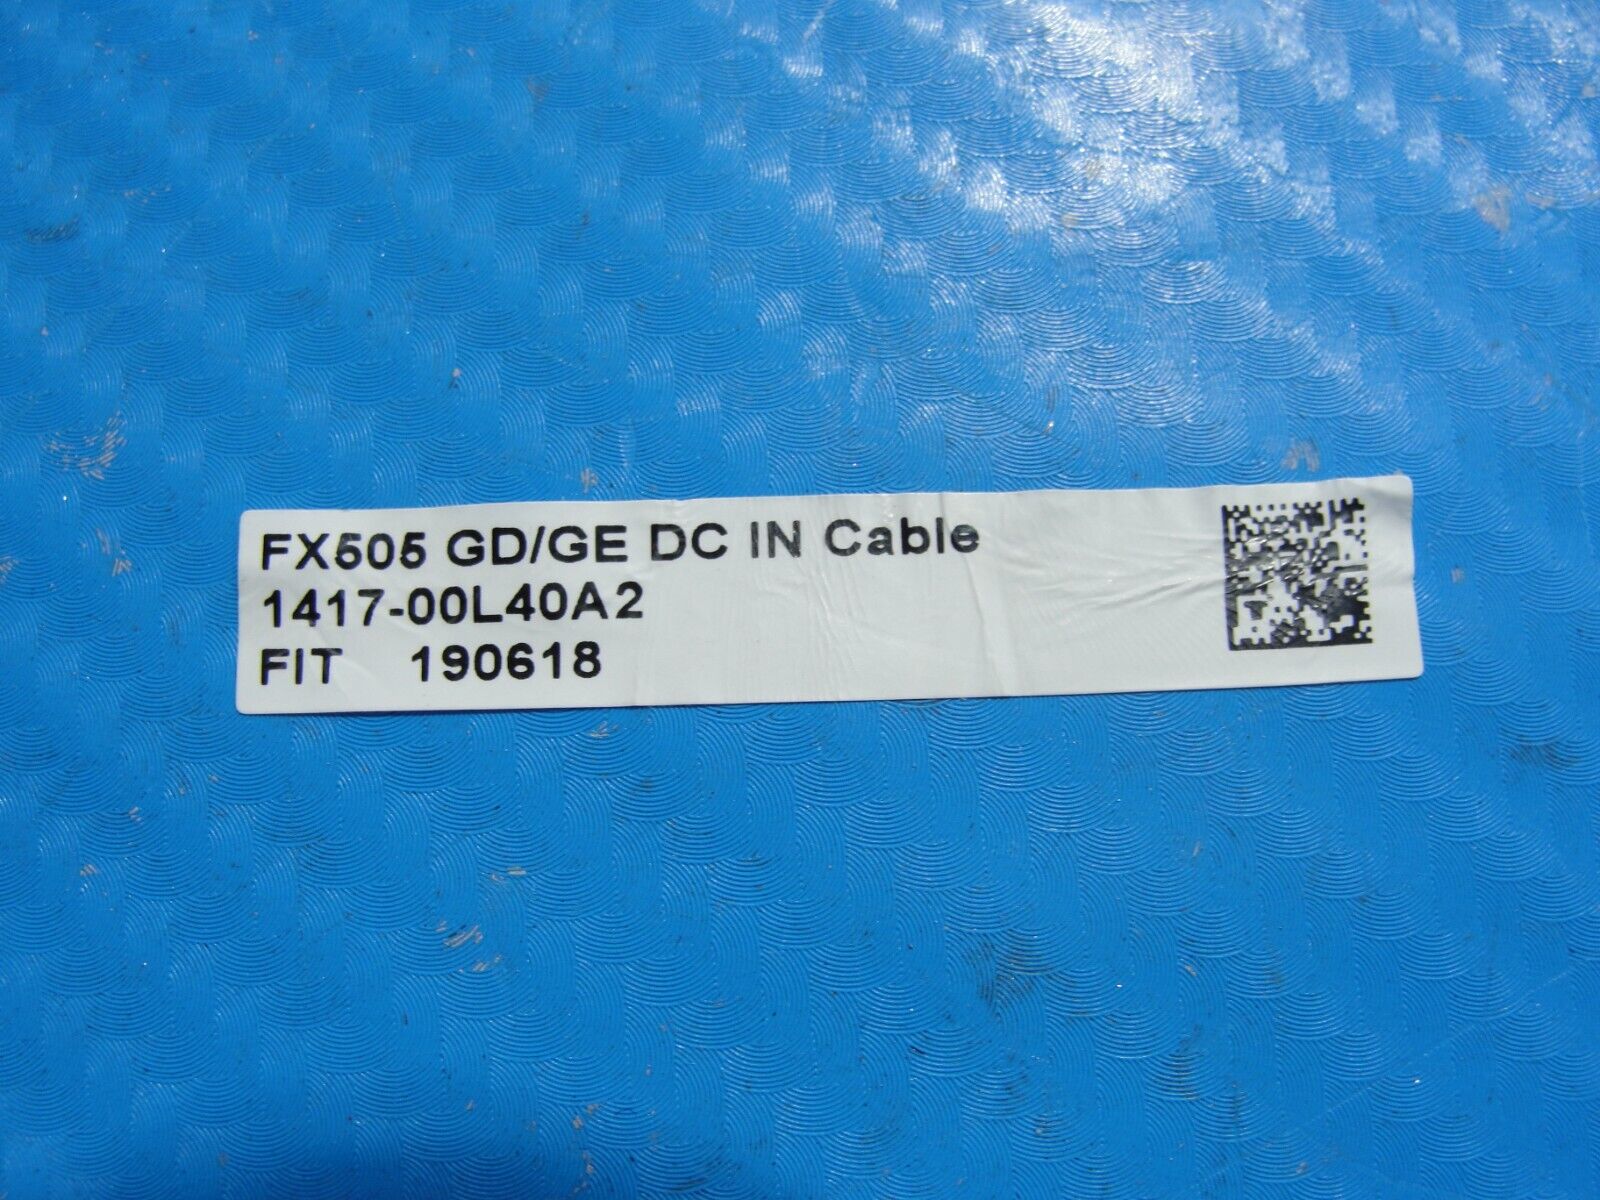 FX505 GD/GE DC IN Cable
1417-00L40A2
FIT 190618